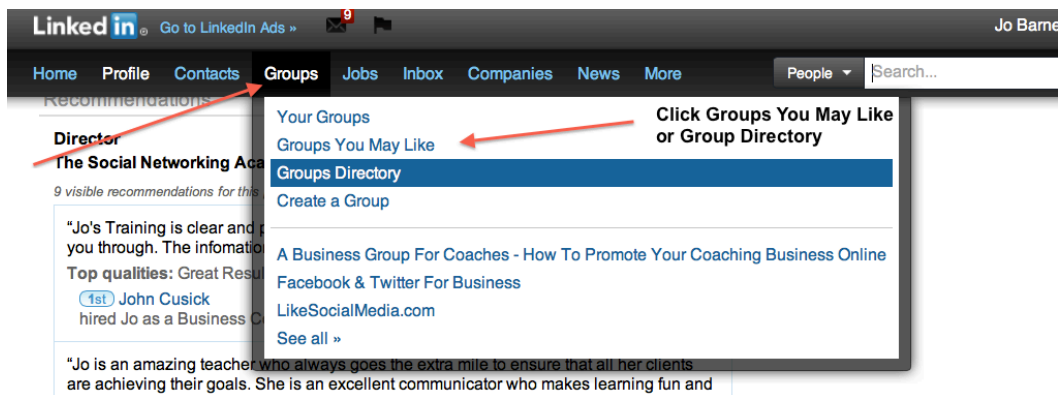 Linked in ® Go to LinkedIn Ads » 9 Jo Barne
Home Profile Contacts Groups Jobs Inbox Companies News More People Search...
Recommendations
Your Groups
Click Groups You May Like
or Group Directory
Groups You May Like
Groups Directory
Create a Group
A Business Group For Coaches - How To Promote Your Coaching Business Online
Facebook & Twitter For Business
LikeSocialMedia.com
See all »
Director
The Social Networking Aca
9 visible recommendations for this
“Jo's Training is clear and p
you through. The infomatio
Top qualities: Great Resul
1st John Cusick
hired Jo as a Business C
“Jo is an amazing teacher who always goes the extra mile to ensure that all her clients
are achieving their goals. She is an excellent communicator who makes learning fun and